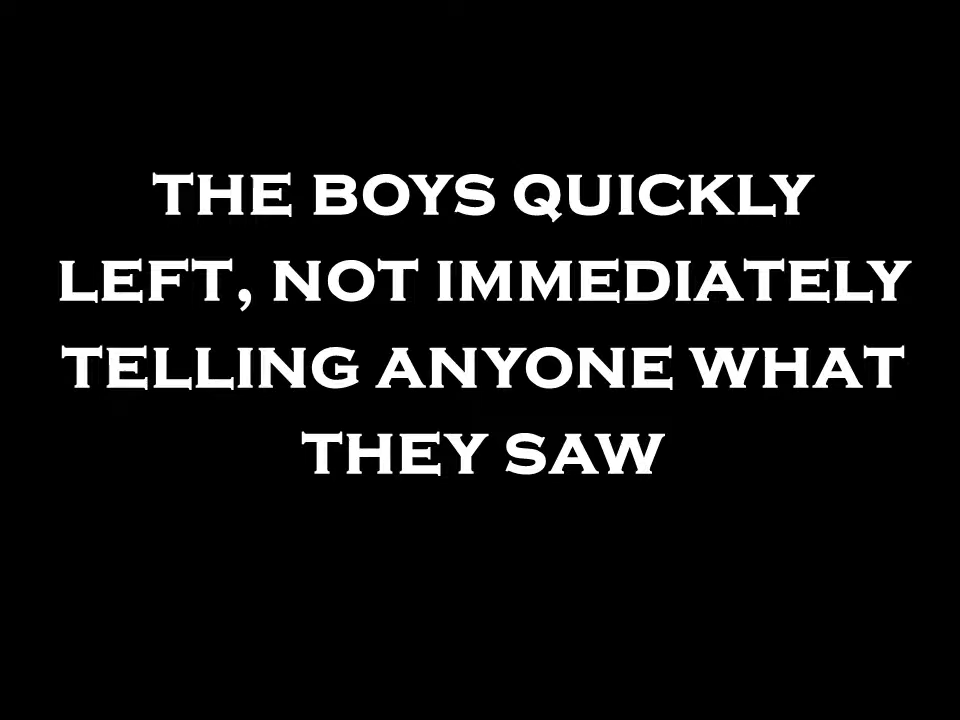 THE BOYS QUICKLY
LEFT, NOT IMMEDIATELY
TELLING ANYONE WHAT
THEY SAW